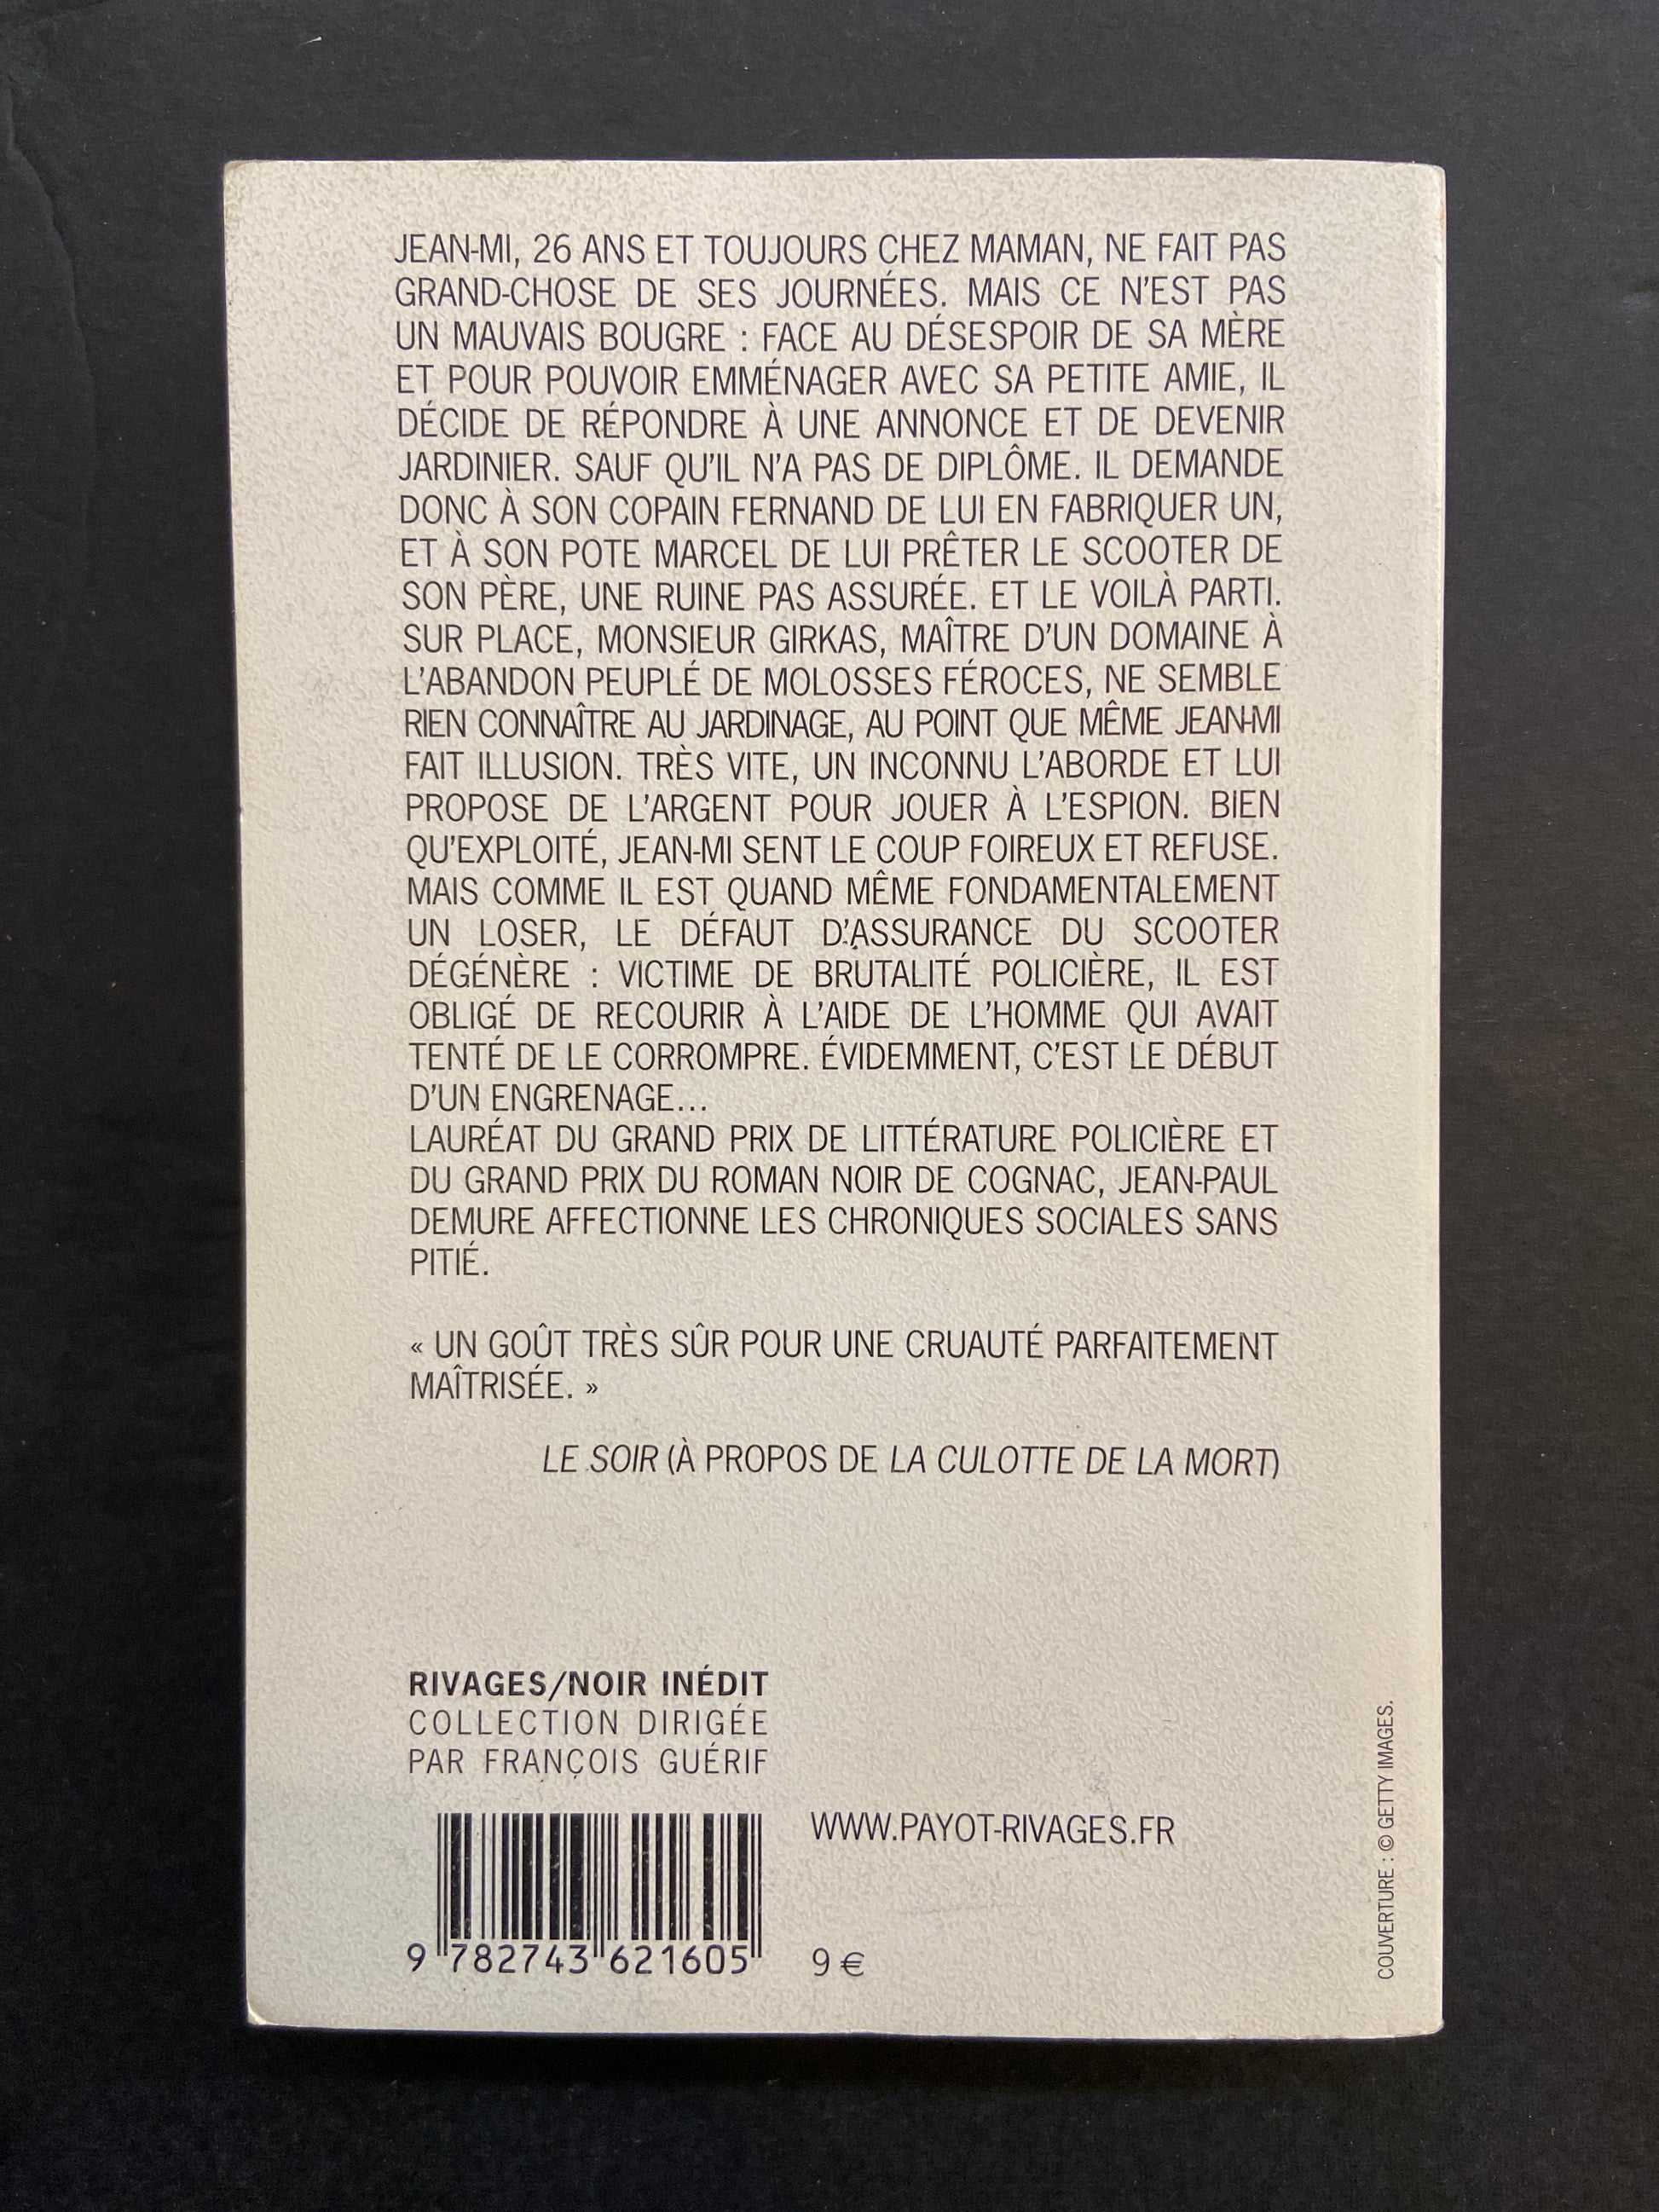 JEAN-MI, 26 ANS ET TOUJOURS CHEZ MAMAN, NE FAIT PAS
GRAND-CHOSE DE SES JOURNÉES. MAIS CE N'EST PAS
UN MAUVAIS BOUGRE : FACE AU DÉSESPOIR DE SA MÈRE
ET POUR POUVOIR EMMÉNAGER AVEC SA PETITE AMIE, IL
DÉCIDE DE RÉPONDRE À UNE ANNONCE ET DE DEVENIR
JARDINIER. SAUF QU'IL N'A PAS DE DIPLÔME. IL DEMANDE
DONC À SON COPAIN FERNAND DE LUI EN FABRIQUER UN,
ET À SON POTE MARCEL DE LUI PRÊTER LE SCOOTER DE
SON PÈRE, UNE RUINE PAS ASSURÉE. ET LE VOILÀ PARTI.
SUR PLACE, MONSIEUR GIRKAS, MAÎTRE D'UN DOMAINE À
L'ABANDON PEUPLÉ DE MOLOSSES FÉROCES, NE SEMBLE
RIEN CONNAÎTRE AU JARDINAGE, AU POINT QUE MÊME JEAN-MI
FAIT ILLUSION. TRÈS VITE, UN INCONNU L'ABORDE ET LUI
PROPOSE DE L'ARGENT POUR JOUER À L'ESPION. BIEN
QU'EXPLOITÉ, JEAN-MI SENT LE COUP FOIREUX ET REFUSE.
MAIS COMME IL EST QUAND MÊME FONDAMENTALEMENT
UN LOSER, LE DÉFAUT D'ASSURANCE DU SCOOTER
DÉGÉNÈRE : VICTIME DE BRUTALITÉ POLICIÈRE, IL EST
OBLIGÉ DE RECOURIR À L'AIDE DE L'HOMME QUI AVAIT
TENTÉ DE LE CORROMPRE. ÉVIDEMMENT, C'EST LE DÉBUT
D'UN ENGRENAGE...
LAURÉAT DU GRAND PRIX DE LITTÉRATURE POLICIÈRE ET
DU GRAND PRIX DU ROMAN NOIR DE COGNAC, JEAN-PAUL
DEMURE AFFECTIONNE LES CHRONIQUES SOCIALES SANS
PITIÉ.
« UN GOÛT TRÈS SÛR POUR UNE CRUAUTÉ PARFAITEMENT
MAÎTRISÉE. »
LE SOIR (À PROPOS DE LA CULOTTE DE LA MORT)
RIVAGES/NOIR INÉDIT
COLLECTION DIRIGÉE
PAR FRANÇOIS GUÉRIF
WWW.PAYOT-RIVAGES.FR
9 782743 621605
9 €
COUVERTURE : © GETTY IMAGES.